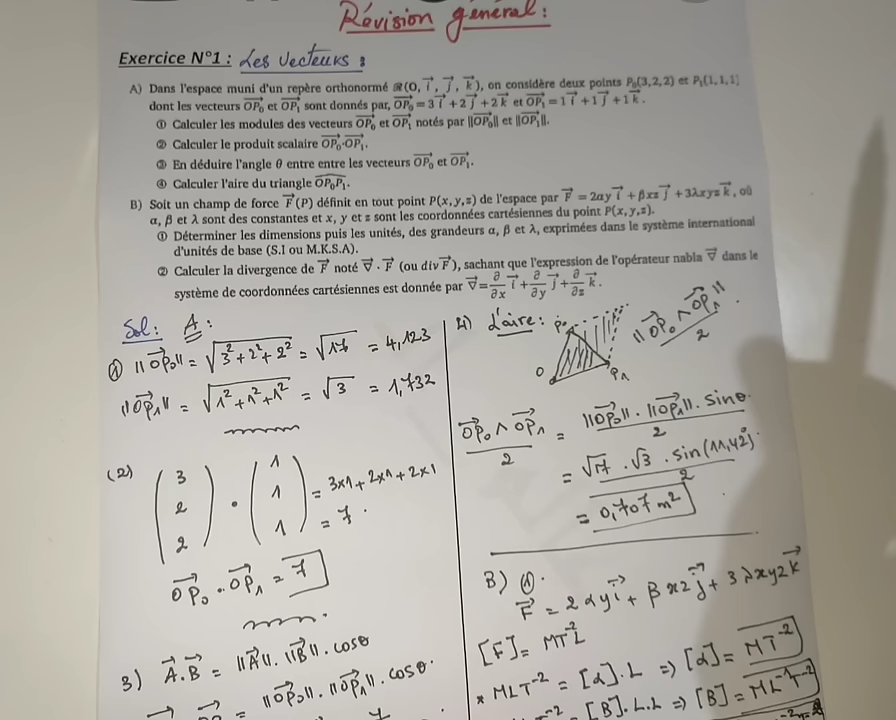 Révision général :
Exercice N°1 : Les vecteurs :
A) Dans l'espace muni d'un repère orthonormé ℛ(O, i⃗, j⃗, k⃗), on considère deux points P₀(3,2,2) et P₁(1,1,1)
dont les vecteurs OP₀⃗ et OP₁⃗ sont donnés par, OP₀⃗ = 3 i⃗ + 2 j⃗ + 2 k⃗ et OP₁⃗ = 1 i⃗ + 1 j⃗ + 1 k⃗.
① Calculer les modules des vecteurs OP₀⃗ et OP₁⃗ notés par ||OP₀⃗|| et ||OP₁⃗||.
② Calculer le produit scalaire OP₀⃗·OP₁⃗.
③ En déduire l'angle θ entre entre les vecteurs OP₀⃗ et OP₁⃗.
④ Calculer l'aire du triangle OP₀P₁.
B) Soit un champ de force F⃗(P) définit en tout point P(x,y,z) de l'espace par F⃗ = 2αy i⃗ + βxz j⃗ + 3λxyz k⃗, où
α, β et λ sont des constantes et x, y et z sont les coordonnées cartésiennes du point P(x,y,z).
① Déterminer les dimensions puis les unités, des grandeurs α, β et λ, exprimées dans le système international
d'unités de base (S.I ou M.K.S.A).
② Calculer la divergence de F⃗ noté ∇⃗ · F⃗ (ou div F⃗), sachant que l'expression de l'opérateur nabla ∇⃗ dans le
système de coordonnées cartésiennes est donnée par ∇⃗ = ∂/∂x i⃗ + ∂/∂y j⃗ + ∂/∂z k⃗.
Sol : A :
① ||OP₀⃗|| = √(3² + 2² + 2²) = √17 = 4,123
||OP₁⃗|| = √(1² + 1² + 1²) = √3 = 1,732
(2) (3 2 2) · (1 1 1) = 3x1 + 2x1 + 2x1
= 7.
OP₀⃗ · OP₁⃗ = 7
3) A⃗.B⃗ = ||A⃗||. ||B⃗||. cosθ
= ||OP₀⃗||. ||OP₁⃗||. cosθ.
4) L'aire : P₀ O P₁ ||OP₀⃗ ∧ OP₁⃗||/2.
OP₀⃗ ∧ OP₁⃗/2 = ||OP₀⃗||. ||OP₁⃗||. sinθ/2
= √17 . √3 . sin(11,42°)/2
= 0,707 m².
B) ①.
F⃗ = 2αy i⃗ + βxz j⃗ + 3λxyz k⃗
[F] = MT⁻²L
* MLT⁻² = [α]. L ⇒ [α] = MT⁻²
[B]. L.L ⇒ [B] = ML⁻¹T⁻²